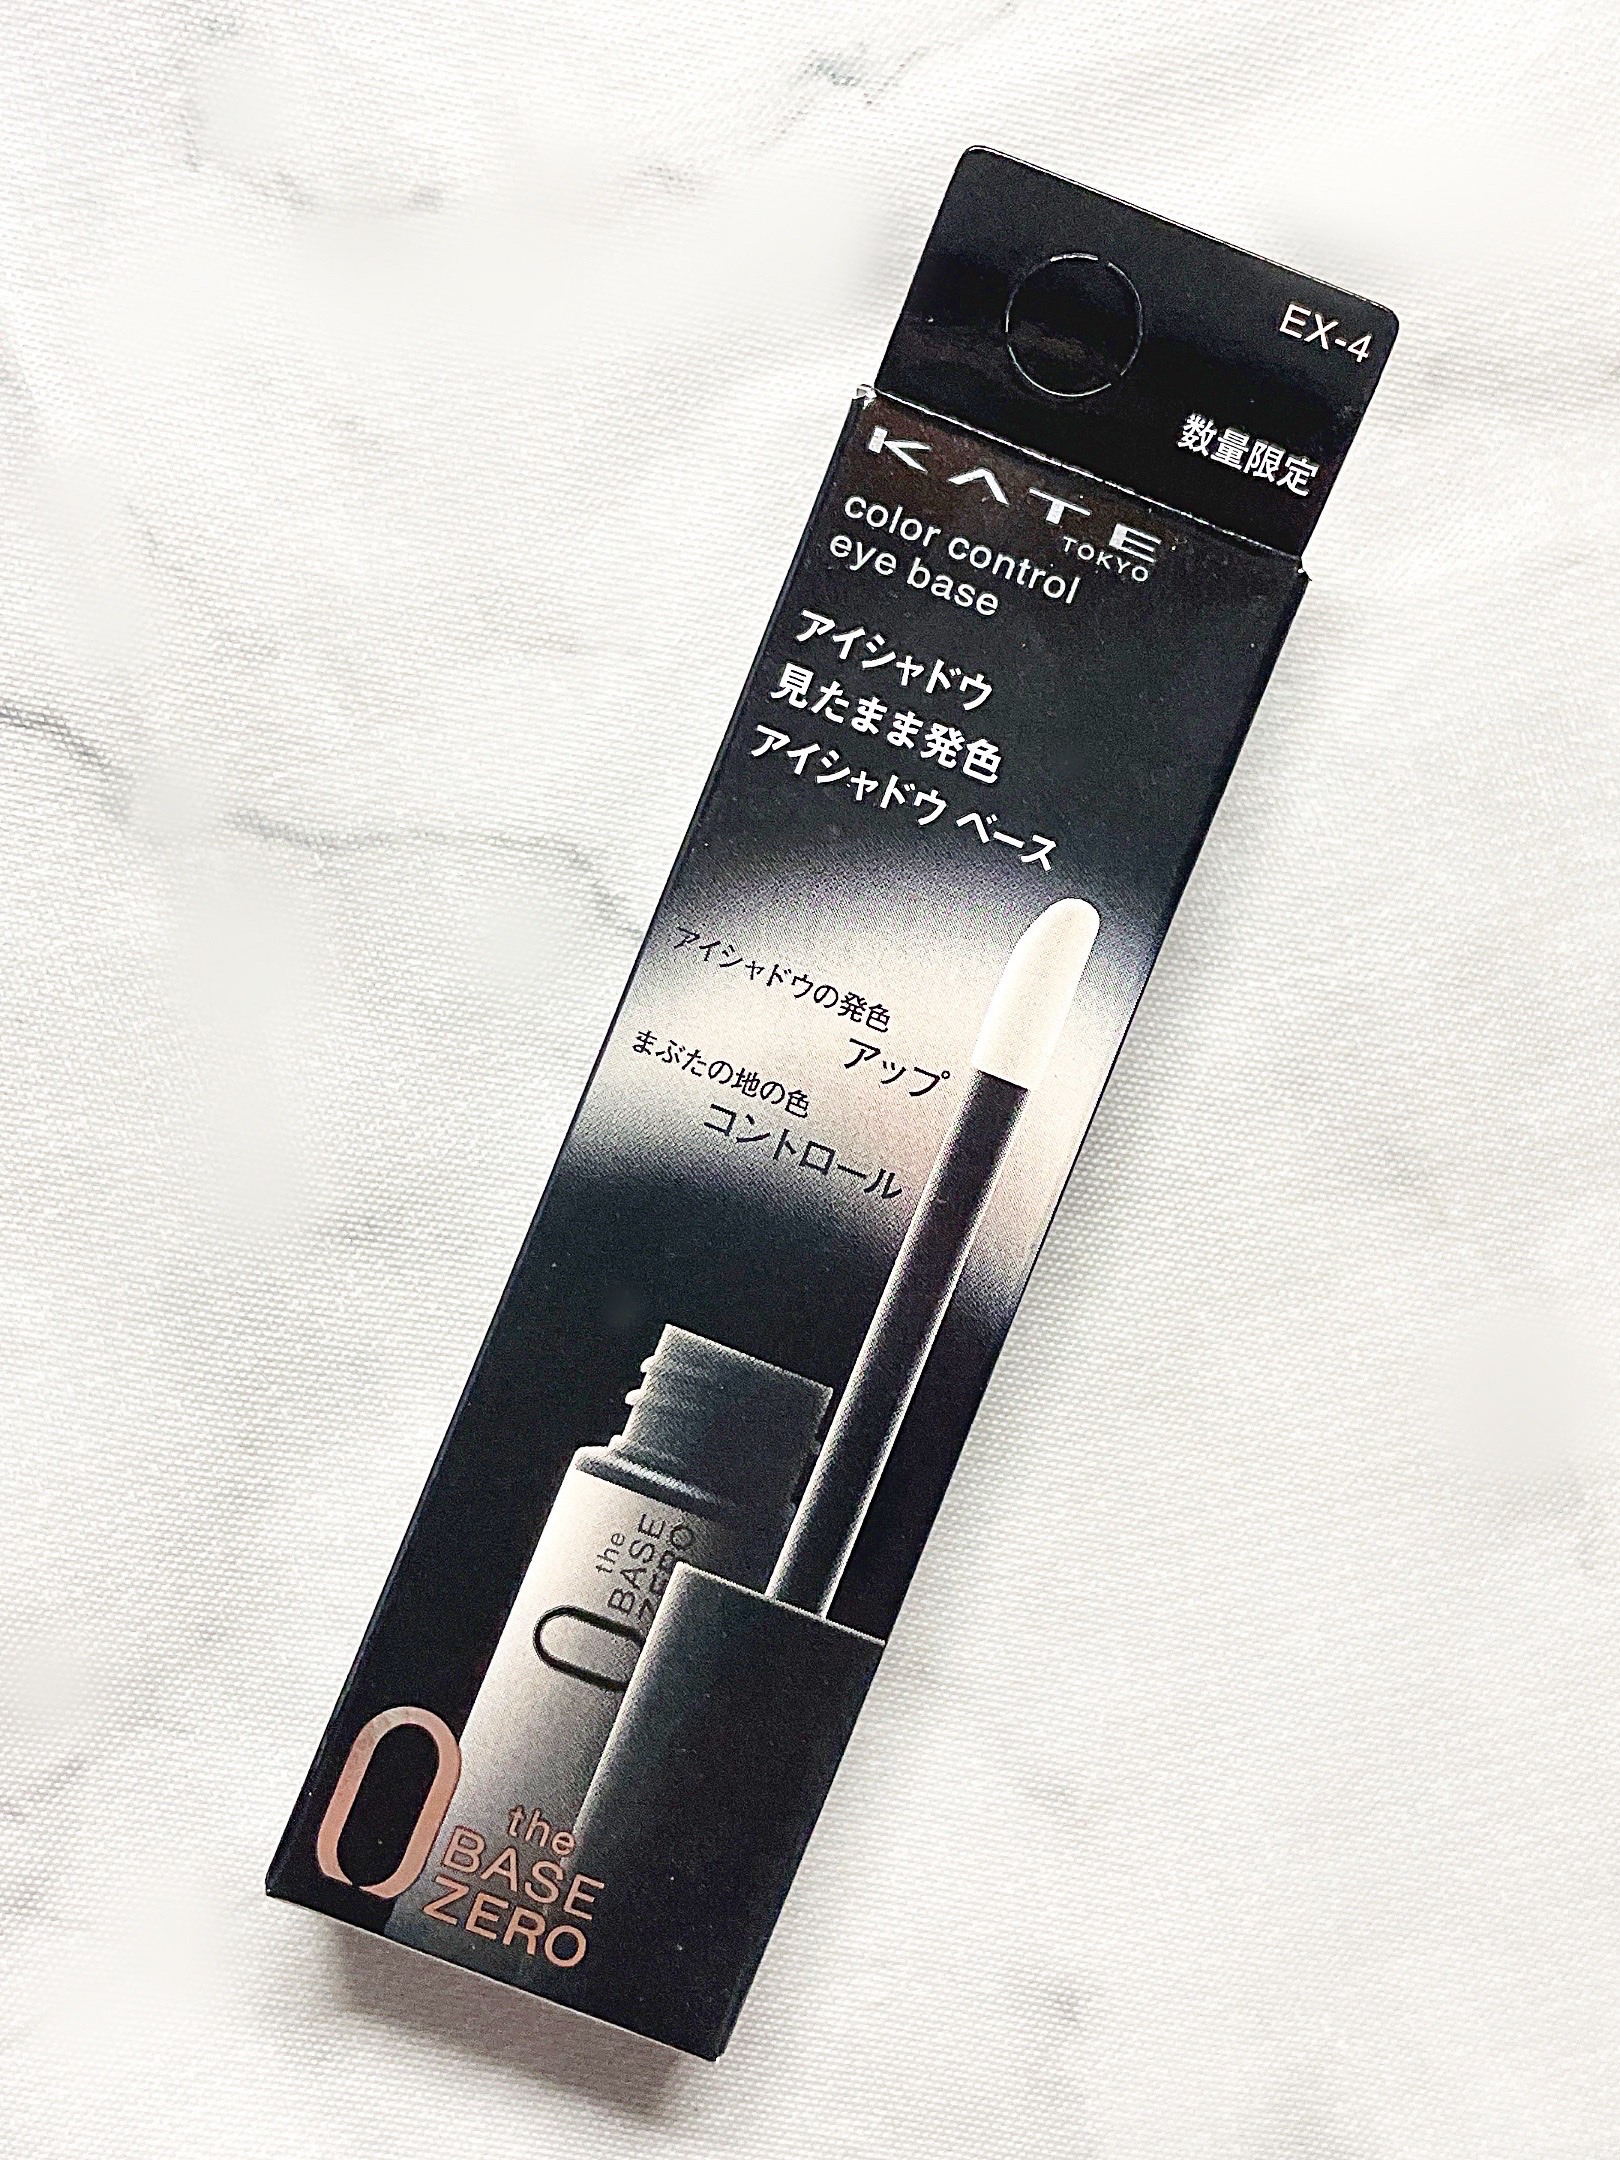 EX-4
数量限定
KATE
TOKYO
color control
eye base
アイシャドウ
見たまま発色
アイシャドウ ベース
アイシャドウの発色
アップ
まぶたの地の色
コントロール
the
BASE
ZERO
0
0
the
BASE
ZERO